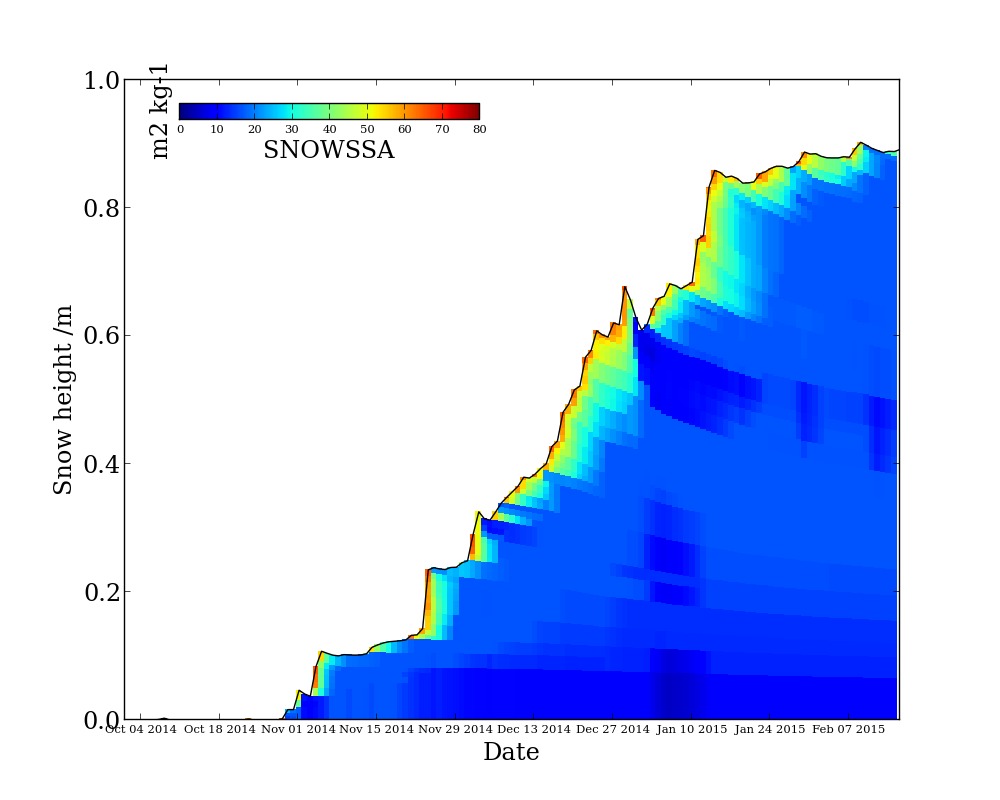 m2 kg-1
0 10 20 30 40 50 60 70 80
SNOWSSA
Snow height /m
1.0
0.8
0.6
0.4
0.2
0.0
Oct 04 2014 Oct 18 2014 Nov 01 2014 Nov 15 2014 Nov 29 2014 Dec 13 2014 Dec 27 2014 Jan 10 2015 Jan 24 2015 Feb 07 2015
Date